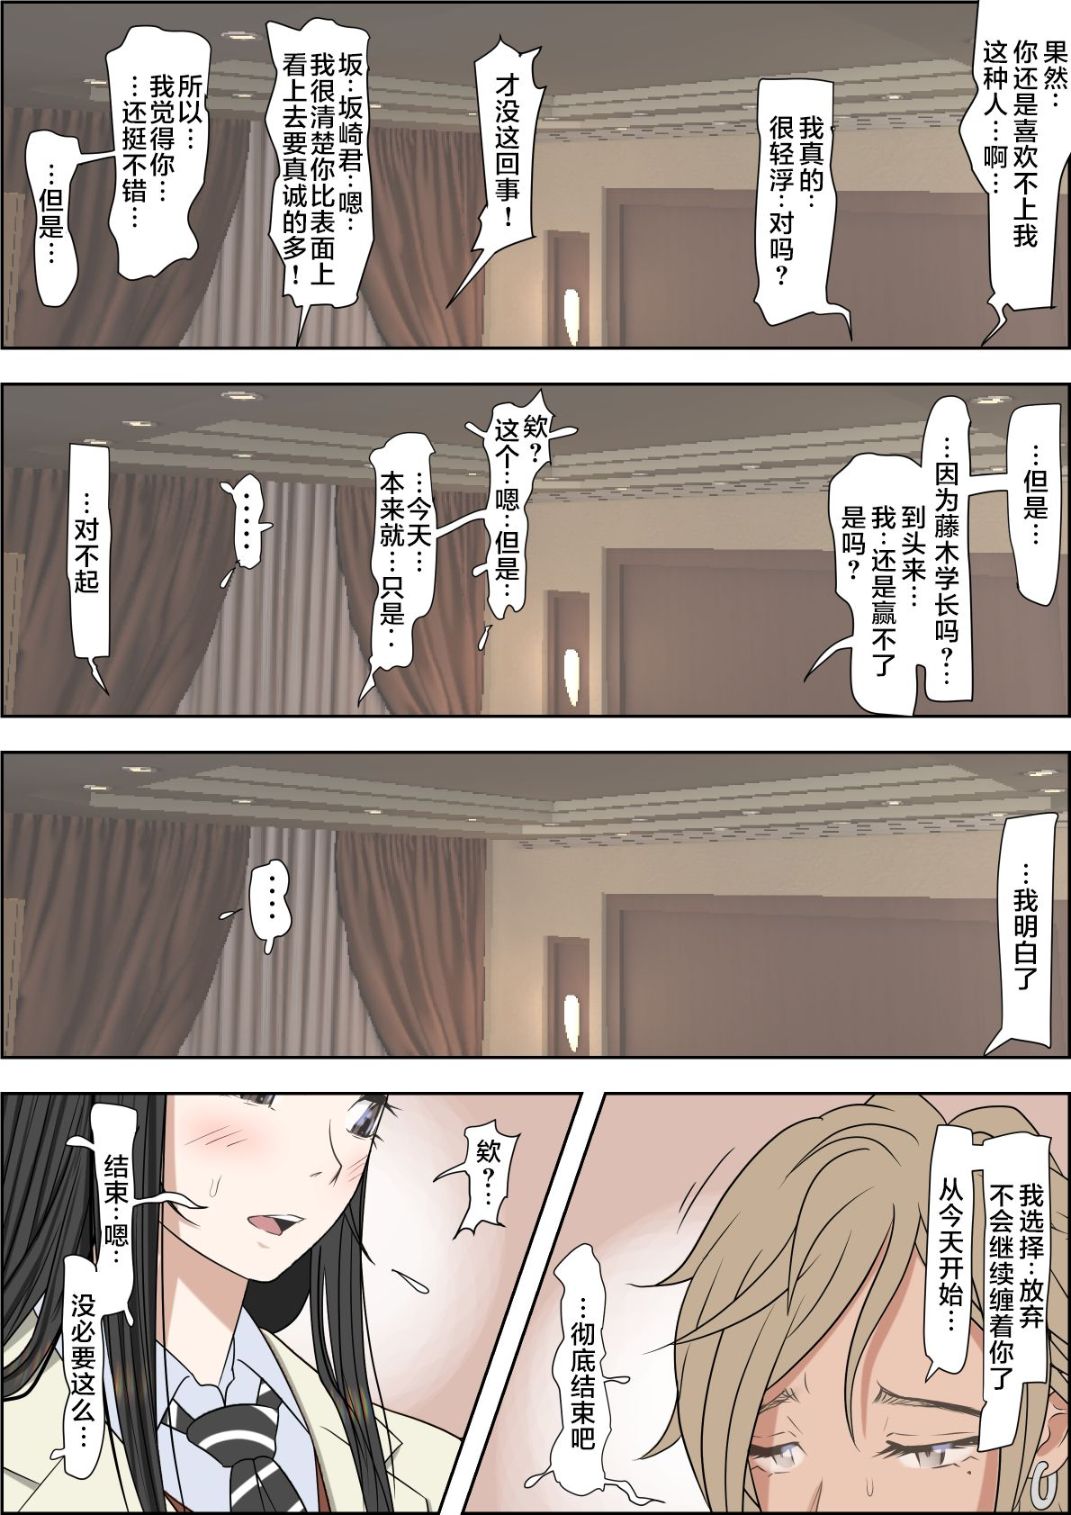 果然…
你还是喜欢不上我
这种人…啊…
我真的…
很轻浮…对吗？
才没这回事！
坂…坂崎君…嗯…
我很清楚你比表面上
看上去要真诚的多！
所以…
我觉得你…
…还挺不错…
…但是…
…但是…
…因为藤木学长吗？…
到头来…
我…还是赢不了
是吗？
欸？
这个…嗯…但是…
…今天…
本来就…只是…
……
…对不起
…我明白了
……
我选择…放弃
不会继续缠着你了
从今天开始…
…彻底结束吧
欸？…
结束…嗯…
没必要这么…